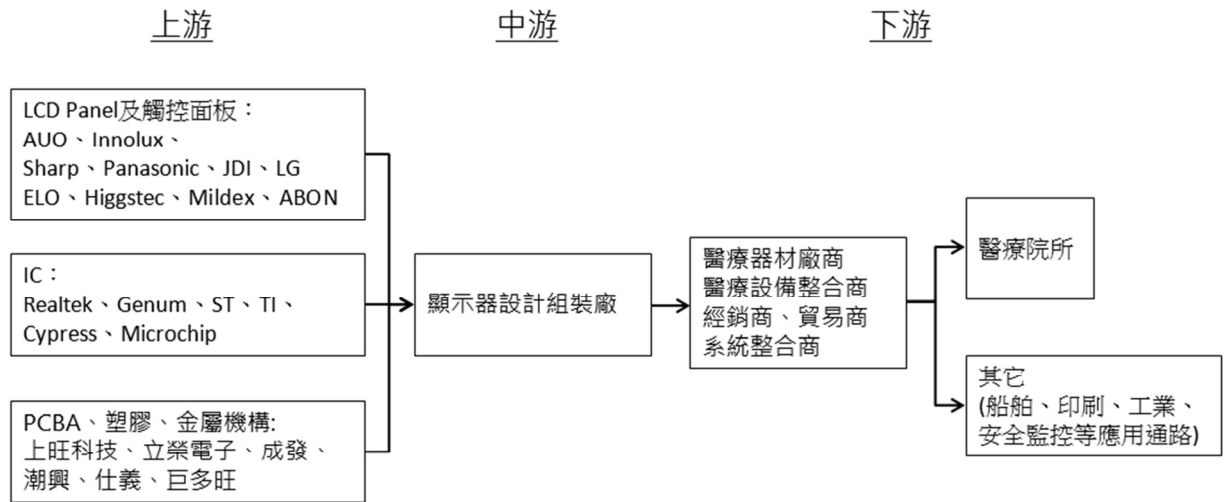 上游
中游
下游
LCD Panel及觸控面板：
AUO、Innolux、
Sharp、Panasonic、JDI、LG
ELO、Higgstec、Mildex、ABON
IC：
Realtek、Genum、ST、TI、
Cypress、Microchip
PCBA、塑膠、金屬機構:
上旺科技、立榮電子、成發、
潮興、仕義、巨多旺
顯示器設計組裝廠
醫療器材廠商
醫療設備整合商
經銷商、貿易商
系統整合商
醫療院所
其它
(船舶、印刷、工業、
安全監控等應用通路)